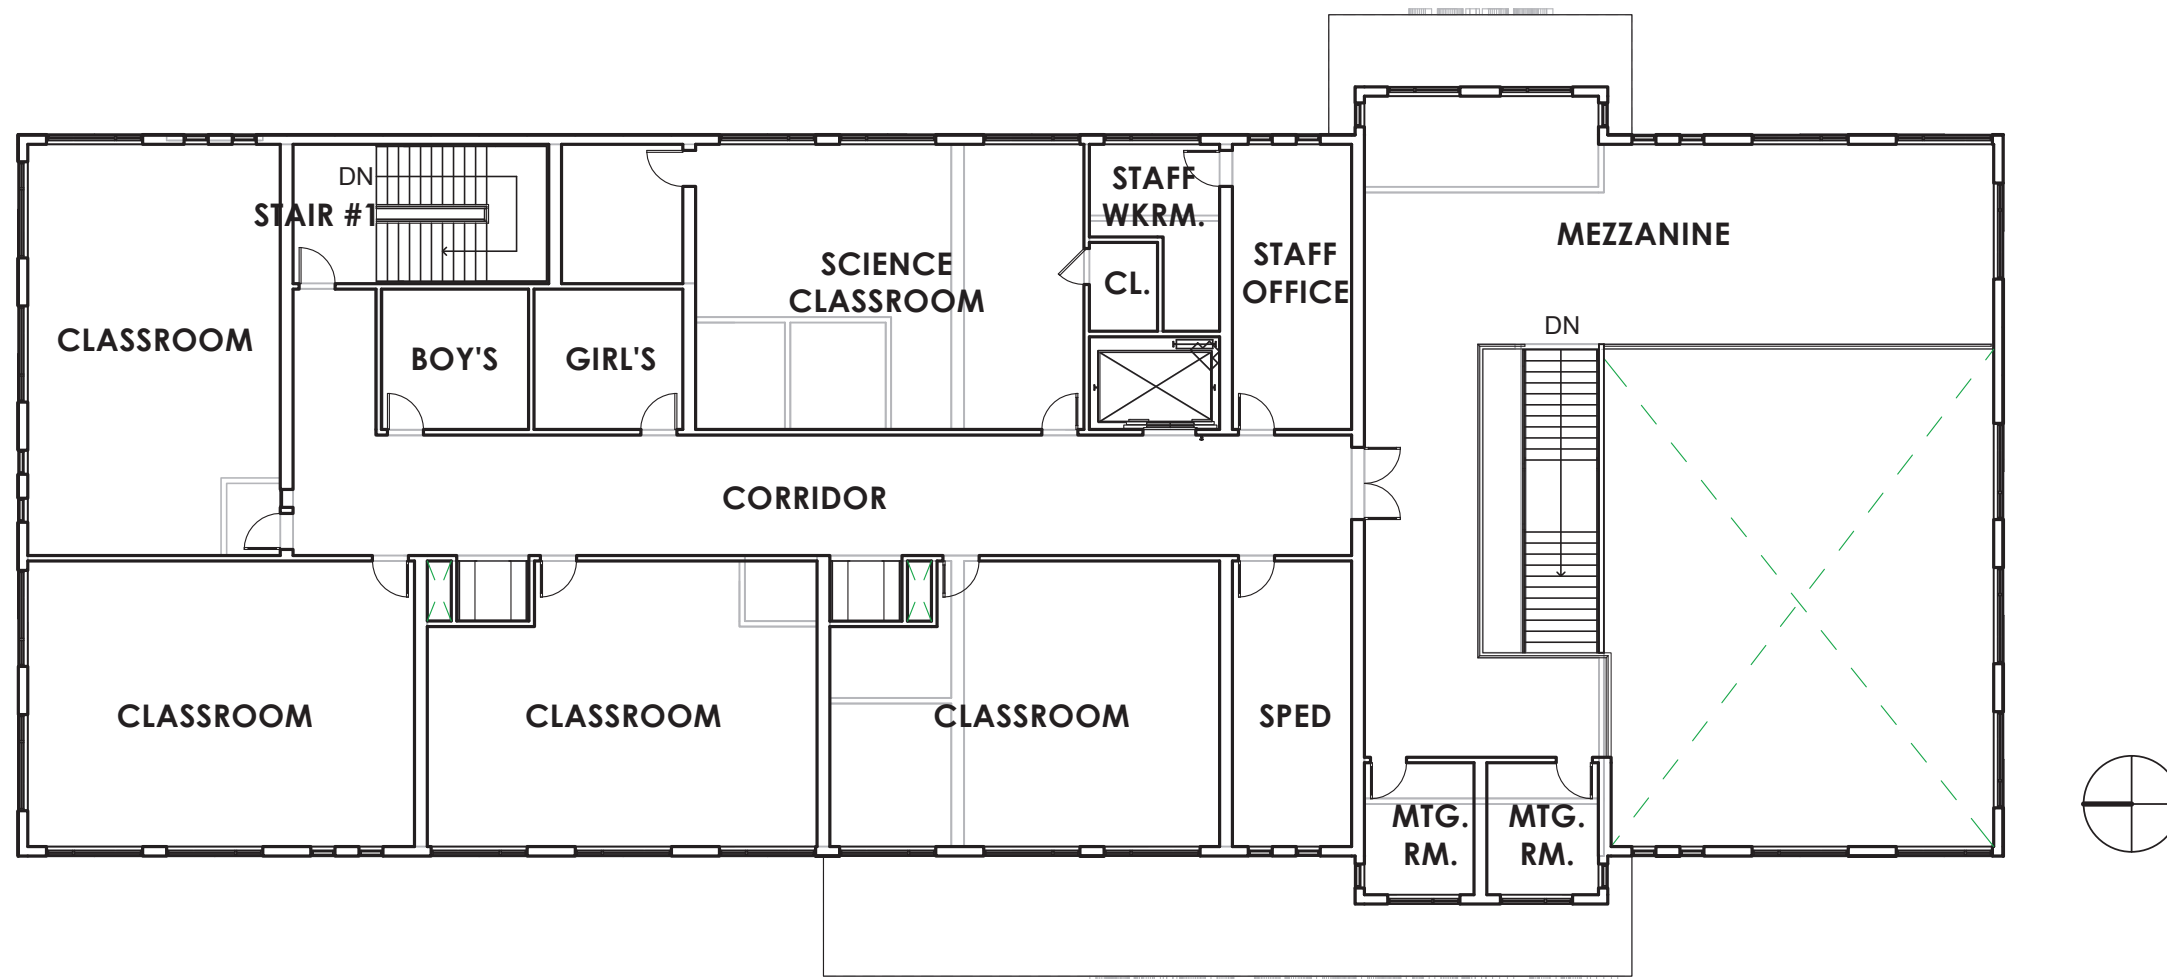 DN
STAIR #1
STAFF
WKRM.
MEZZANINE
SCIENCE
CLASSROOM
STAFF
OFFICE
CL.
CLASSROOM
BOY'S
GIRL'S
DN
CORRIDOR
CLASSROOM
CLASSROOM
CLASSROOM
SPED
MTG.
RM.
MTG.
RM.